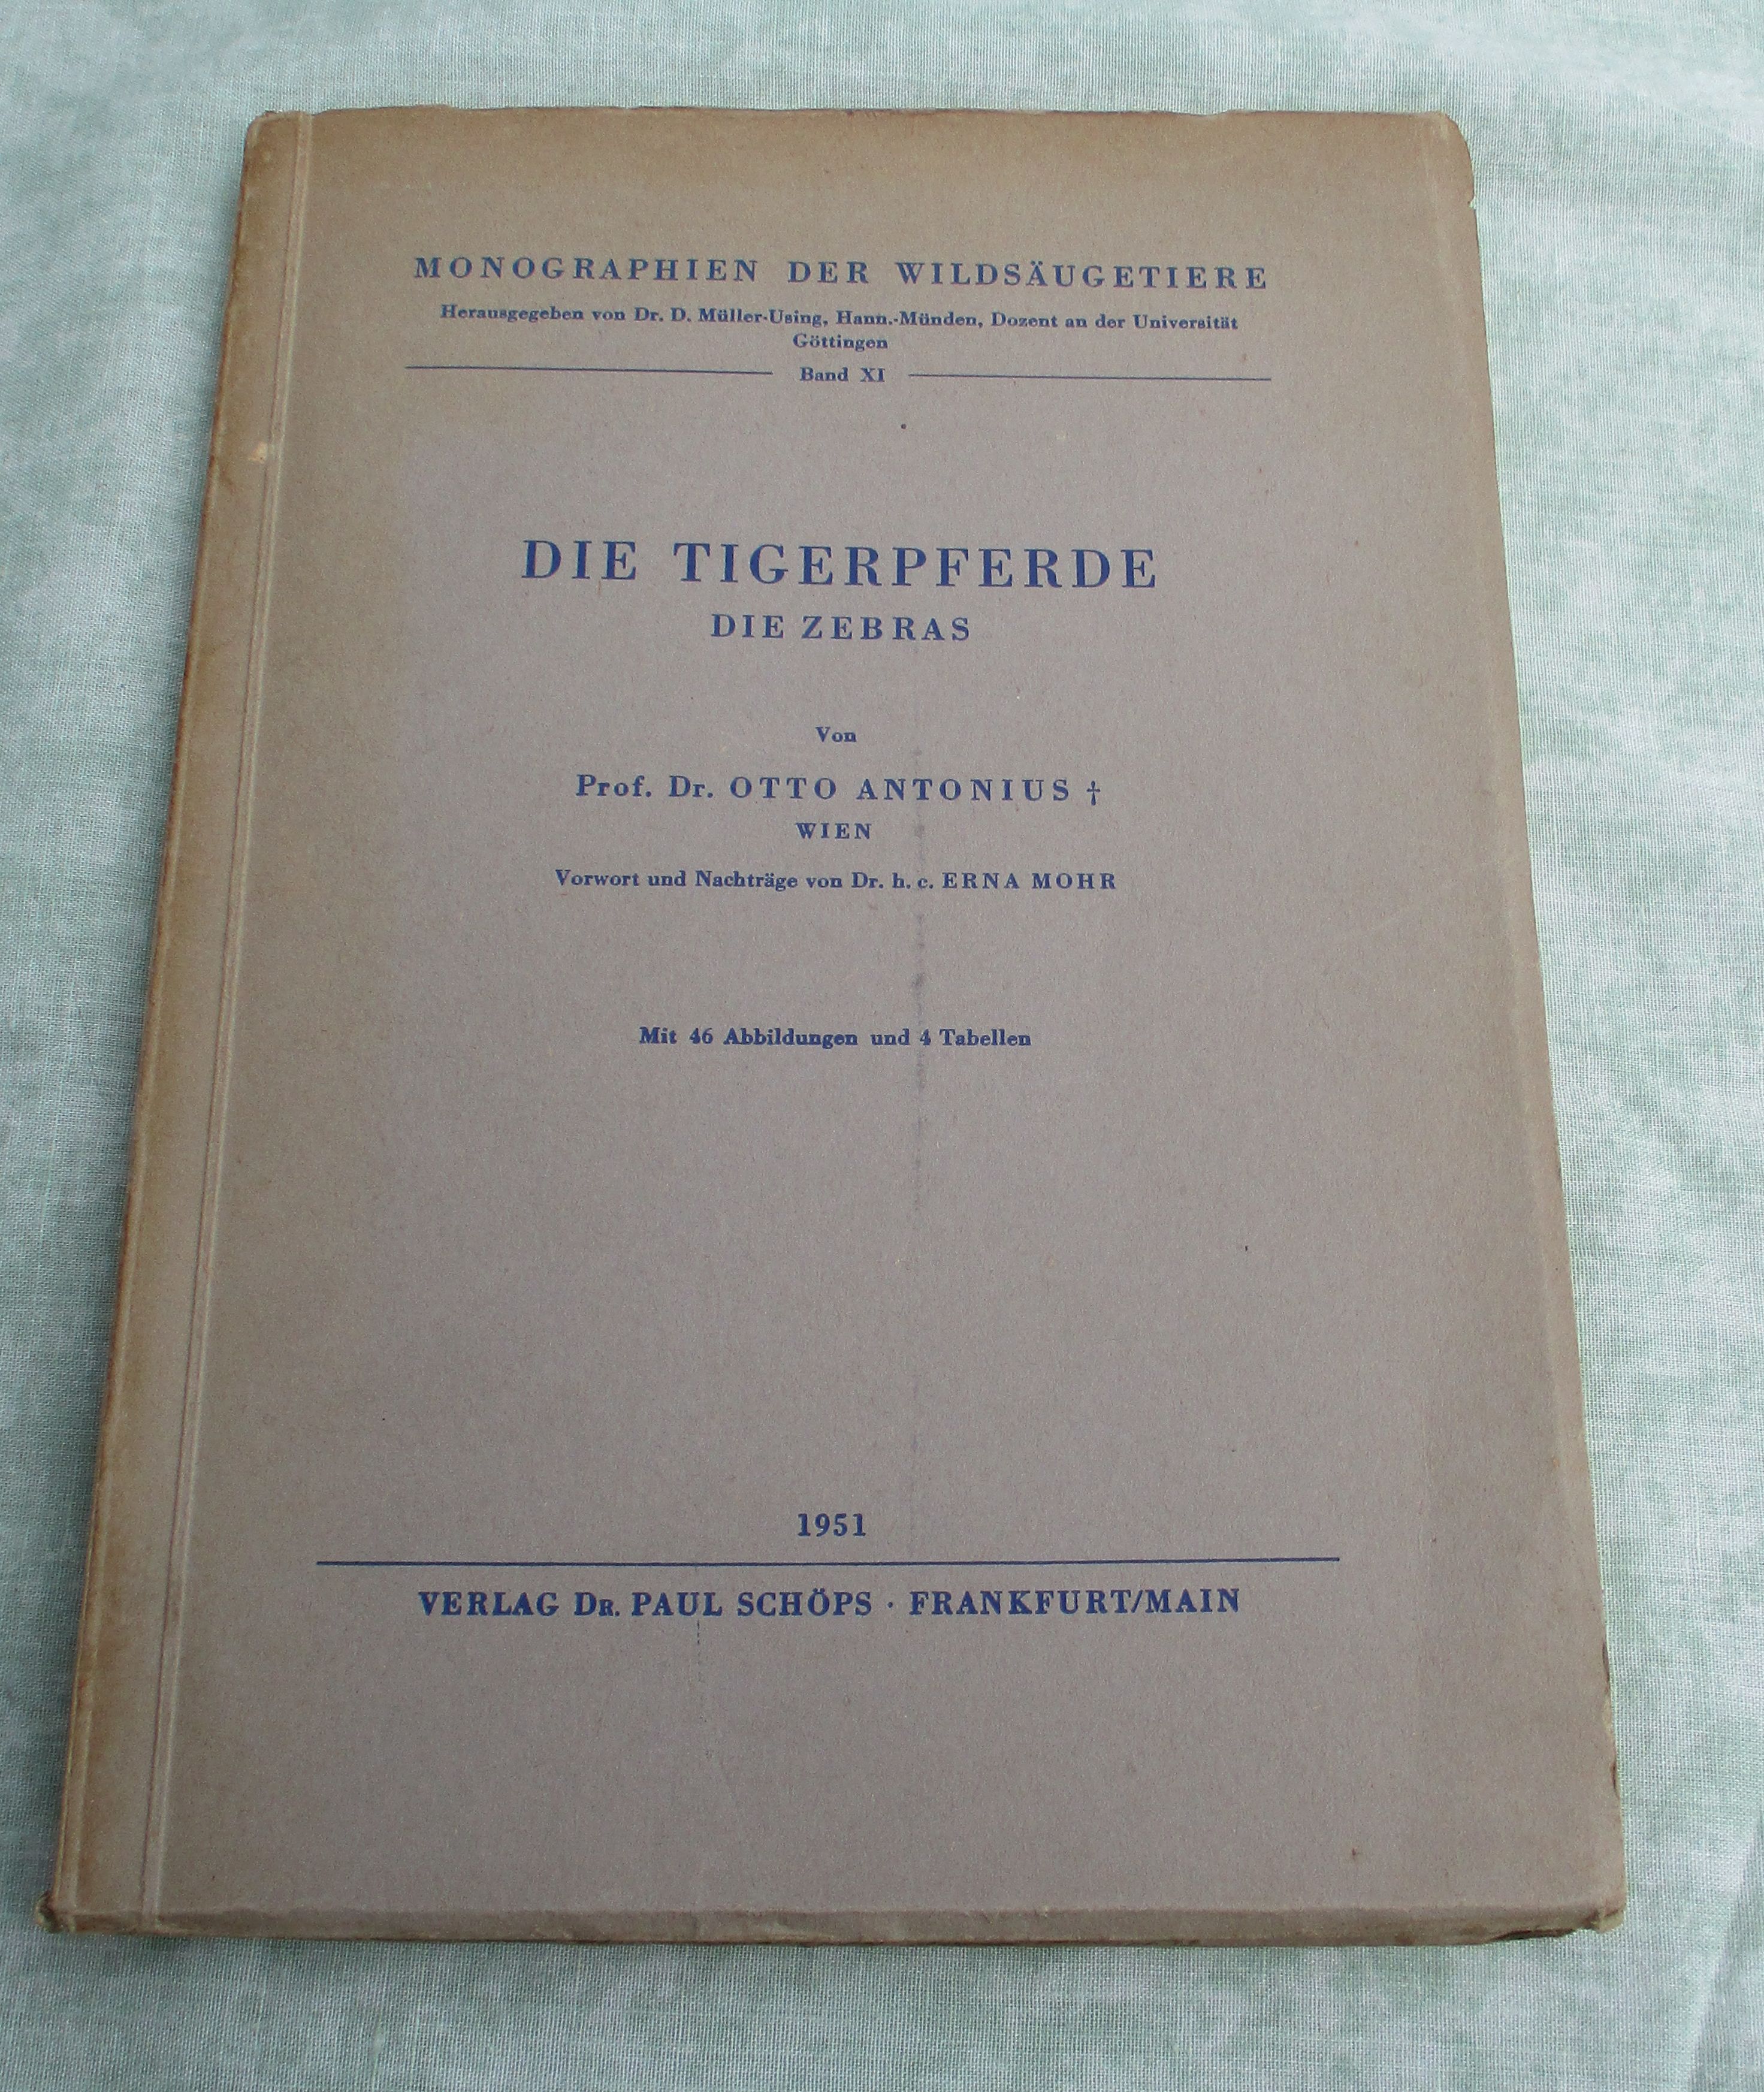 MONOGRAPHIEN DER WILDSÄUGETIERE
Herausgegeben von Dr. D. Müller-Using, Hann.-Münden, Dozent an der Universität
Göttingen
Band XI
DIE TIGERPFERDE
DIE ZEBRAS
Von
Prof. Dr. OTTO ANTONIUS †
WIEN
Vorwort und Nachträge von Dr. h. c. ERNA MOHR
Mit 46 Abbildungen und 4 Tabellen
1951
VERLAG DR. PAUL SCHÖPS · FRANKFURT/MAIN